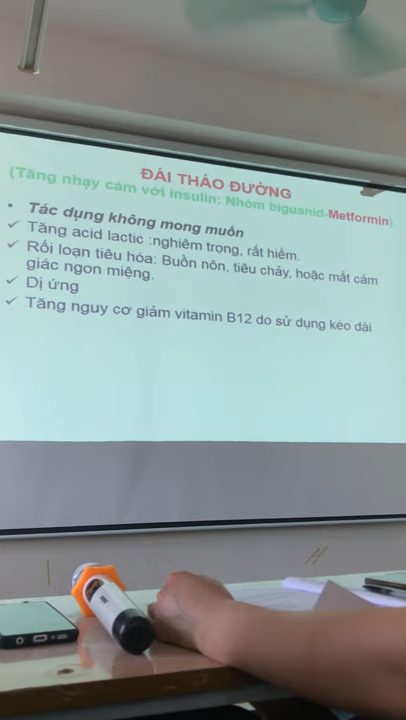 ĐÁI THÁO ĐƯỜNG
(Tăng nhạy cảm với insulin: Nhóm biguanid-Metformin)
• Tác dụng không mong muốn
✓ Tăng acid lactic :nghiêm trọng, rất hiếm.
✓ Rối loạn tiêu hóa: Buồn nôn, tiêu chảy, hoặc mất cảm
giác ngon miệng.
✓ Dị ứng
✓ Tăng nguy cơ giảm vitamin B12 do sử dụng kéo dài